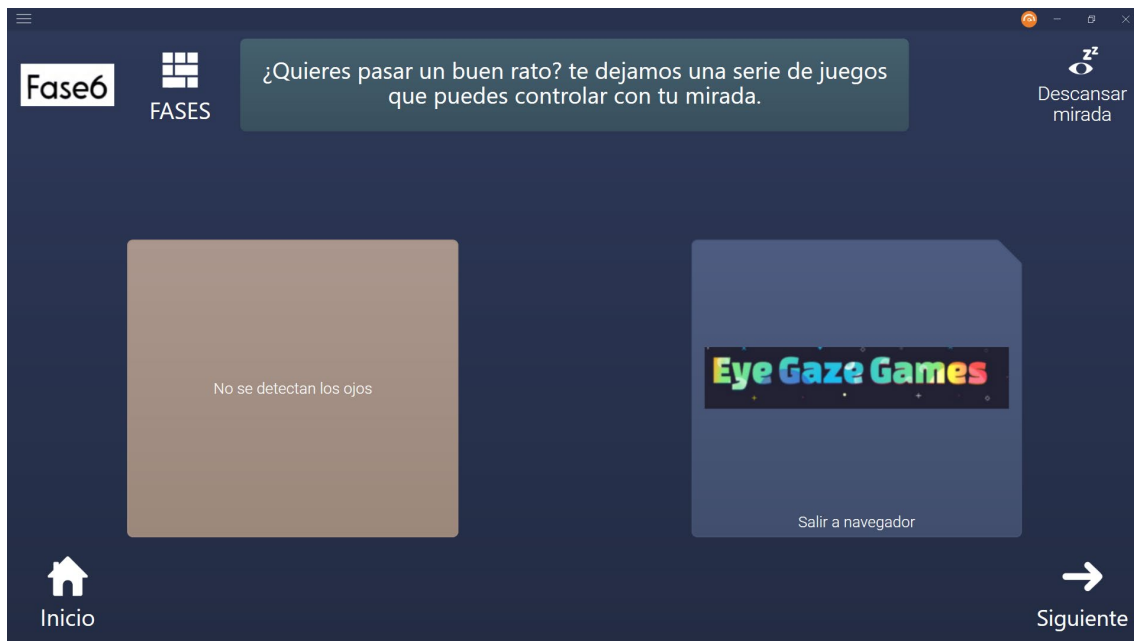 Fase6
FASES
¿Quieres pasar un buen rato? te dejamos una serie de juegos
que puedes controlar con tu mirada.
zz
Descansar
mirada
No se detectan los ojos
Eye Gaze Games
Salir a navegador
Inicio
Siguiente